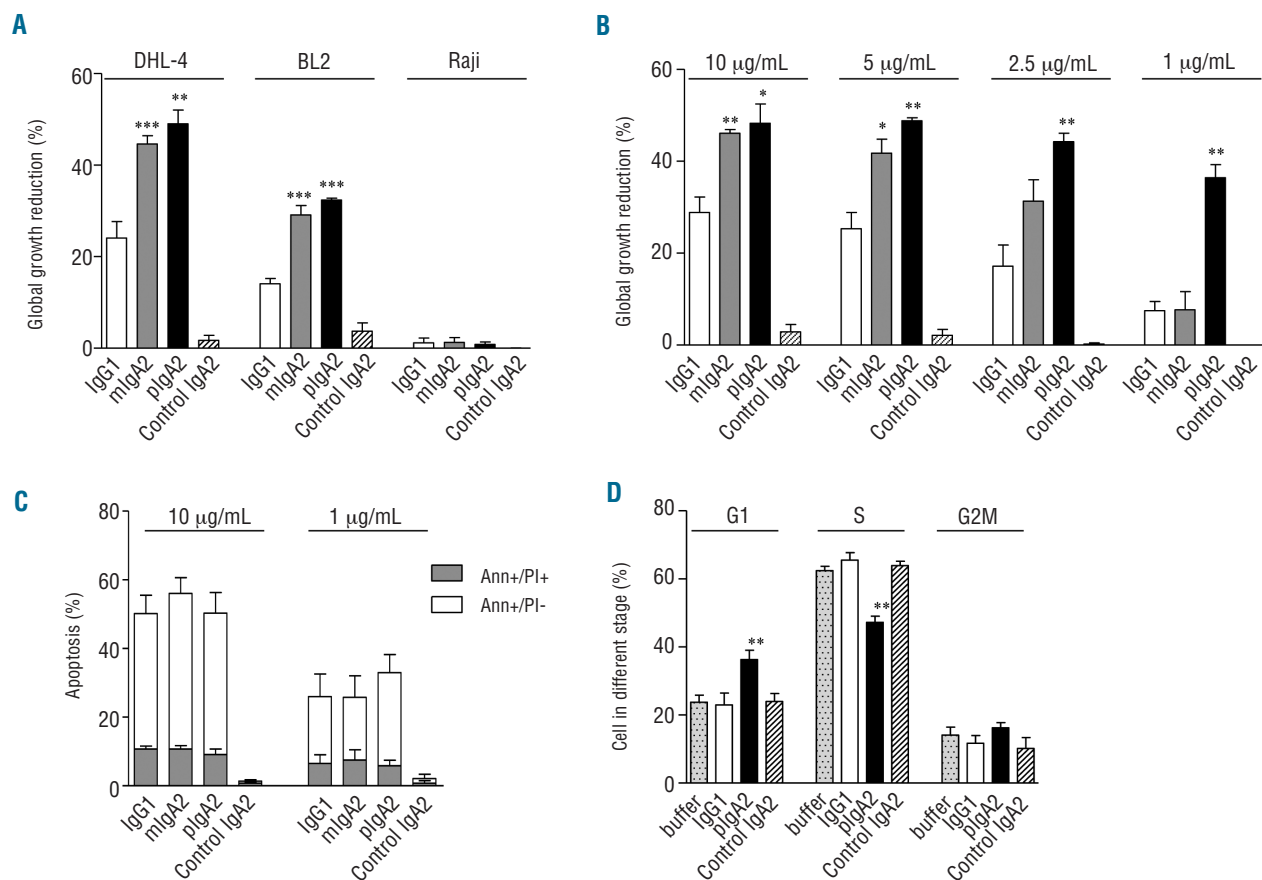 A
DHL-4 BL2 Raji
Global growth reduction (%)
60
40
20
0
*** ** *** ***
IgG1 mIgA2 pIgA2 Control IgA2 IgG1 mIgA2 pIgA2 Control IgA2 IgG1 mIgA2 pIgA2 Control IgA2
B
10 µg/mL 5 µg/mL 2.5 µg/mL 1 µg/mL
Global growth reduction (%)
60
40
20
0
** * * ** ** **
IgG1 mIgA2 pIgA2 Control IgA2 IgG1 mIgA2 pIgA2 Control IgA2 IgG1 mIgA2 pIgA2 Control IgA2 IgG1 mIgA2 pIgA2 Control IgA2
C
10 µg/mL 1 µg/mL
Apoptosis (%)
80
60
40
20
0
Ann+/PI+
Ann+/PI-
IgG1 mIgA2 pIgA2 Control IgA2 IgG1 mIgA2 pIgA2 Control IgA2
D
G1 S G2M
Cell in different stage (%)
80
60
40
20
0
** **
buffer IgG1 pIgA2 Control IgA2 buffer IgG1 pIgA2 Control IgA2 buffer IgG1 pIgA2 Control IgA2